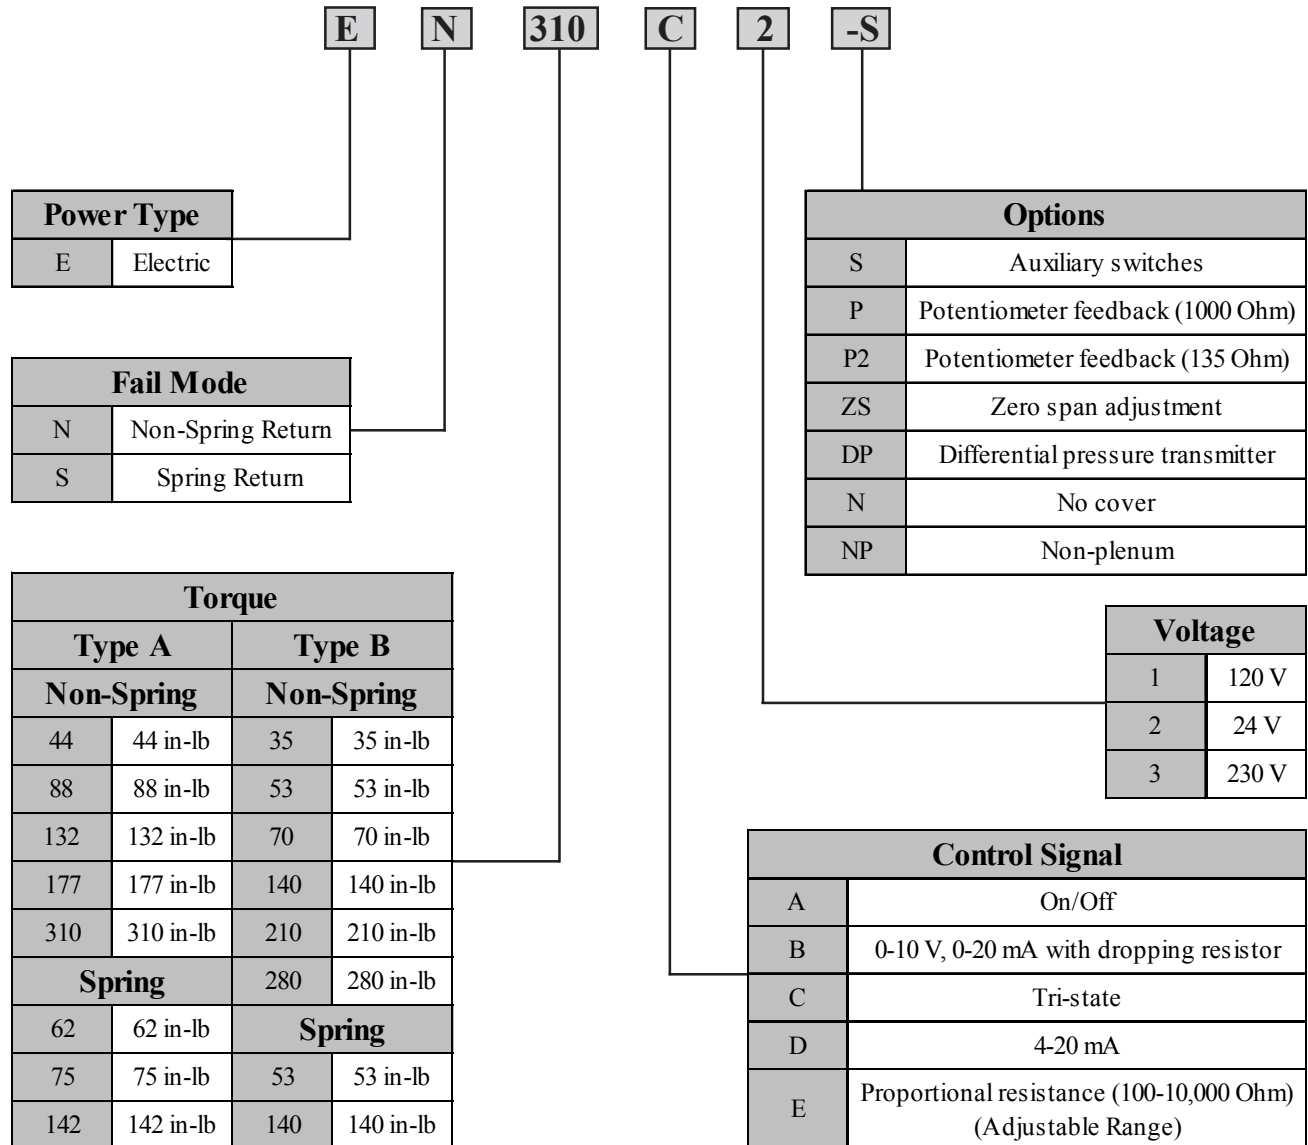 E N 310 C 2 -S
Power Type
E Electric
Fail Mode
N Non-Spring Return
S Spring Return
Torque
Type A Type B
Non-Spring Non-Spring
44 44 in-lb 35 35 in-lb
88 88 in-lb 53 53 in-lb
132 132 in-lb 70 70 in-lb
177 177 in-lb 140 140 in-lb
310 310 in-lb 210 210 in-lb
Spring 280 280 in-lb
62 62 in-lb Spring
75 75 in-lb 53 53 in-lb
142 142 in-lb 140 140 in-lb
Options
S Auxiliary switches
P Potentiometer feedback (1000 Ohm)
P2 Potentiometer feedback (135 Ohm)
ZS Zero span adjustment
DP Differential pressure transmitter
N No cover
NP Non-plenum
Voltage
1 120 V
2 24 V
3 230 V
Control Signal
A On/Off
B 0-10 V, 0-20 mA with dropping resistor
C Tri-state
D 4-20 mA
E Proportional resistance (100-10,000 Ohm)
(Adjustable Range)